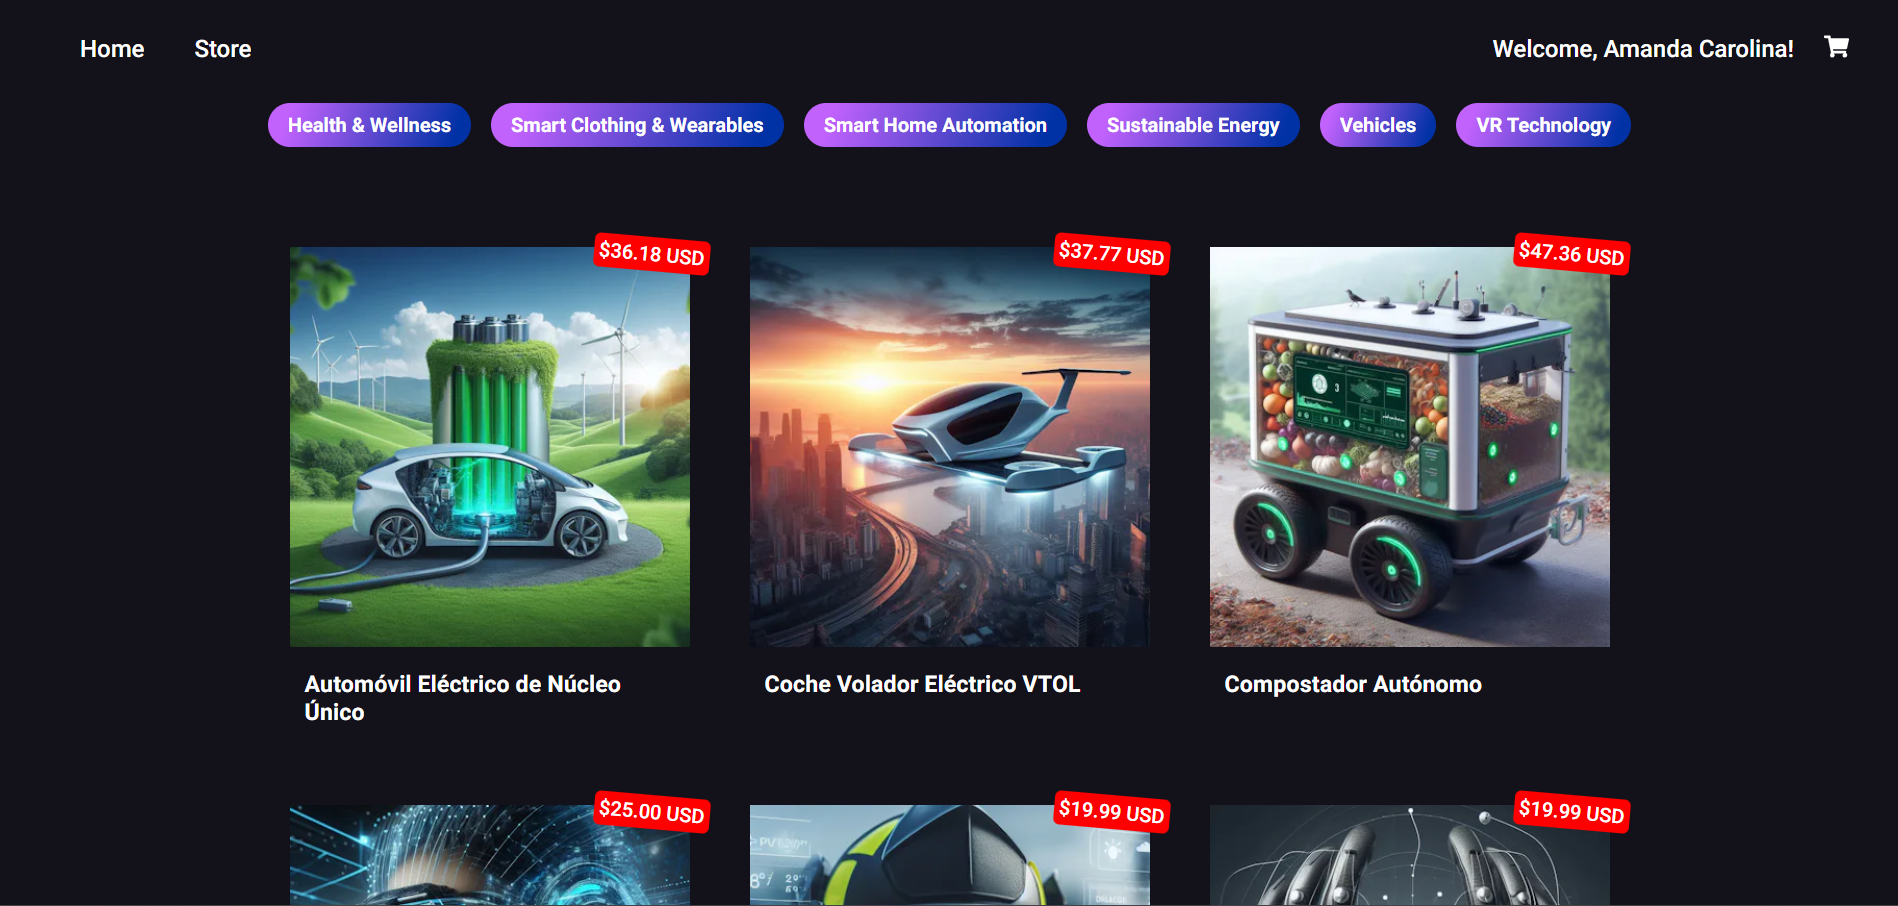 Home Store Welcome, Amanda Carolina!
Health & Wellness Smart Clothing & Wearables Smart Home Automation Sustainable Energy Vehicles VR Technology
$36.18 USD $37.77 USD $47.36 USD
3
Automóvil Eléctrico de Núcleo
Único
Coche Volador Eléctrico VTOL
Compostador Autónomo
$25.00 USD $19.99 USD $19.99 USD